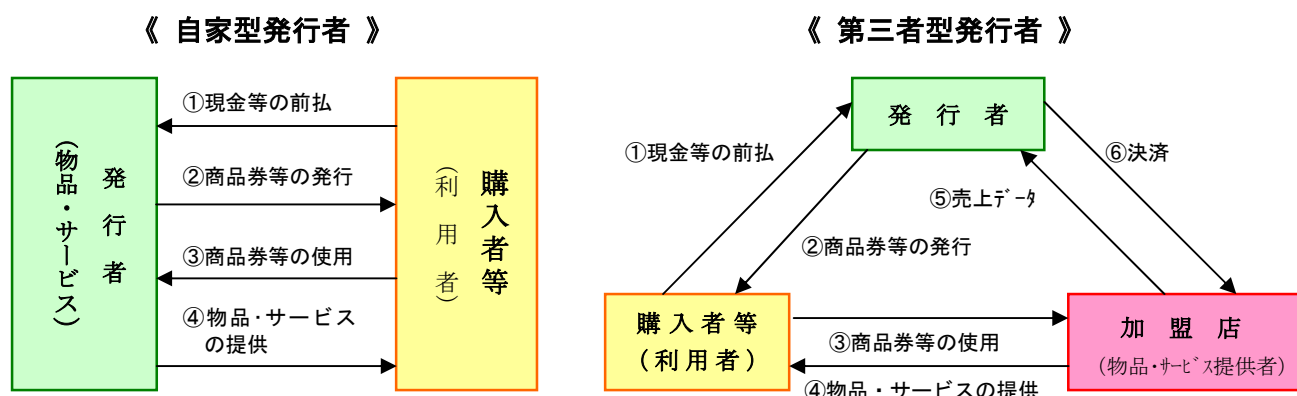 《 自家型発行者 》
発行者
(物品・サービス)
①現金等の前払
②商品券等の発行
③商品券等の使用
④物品・サービス
の提供
購入者等
(利用者)
《 第三者型発行者 》
発 行 者
①現金等の前払
⑥決済
⑤売上ﾃﾞｰﾀ
②商品券等の発行
購入者等
(利用者)
③商品券等の使用
④物品・サービスの提供
加 盟 店
(物品・ｻｰﾋﾞｽ提供者)